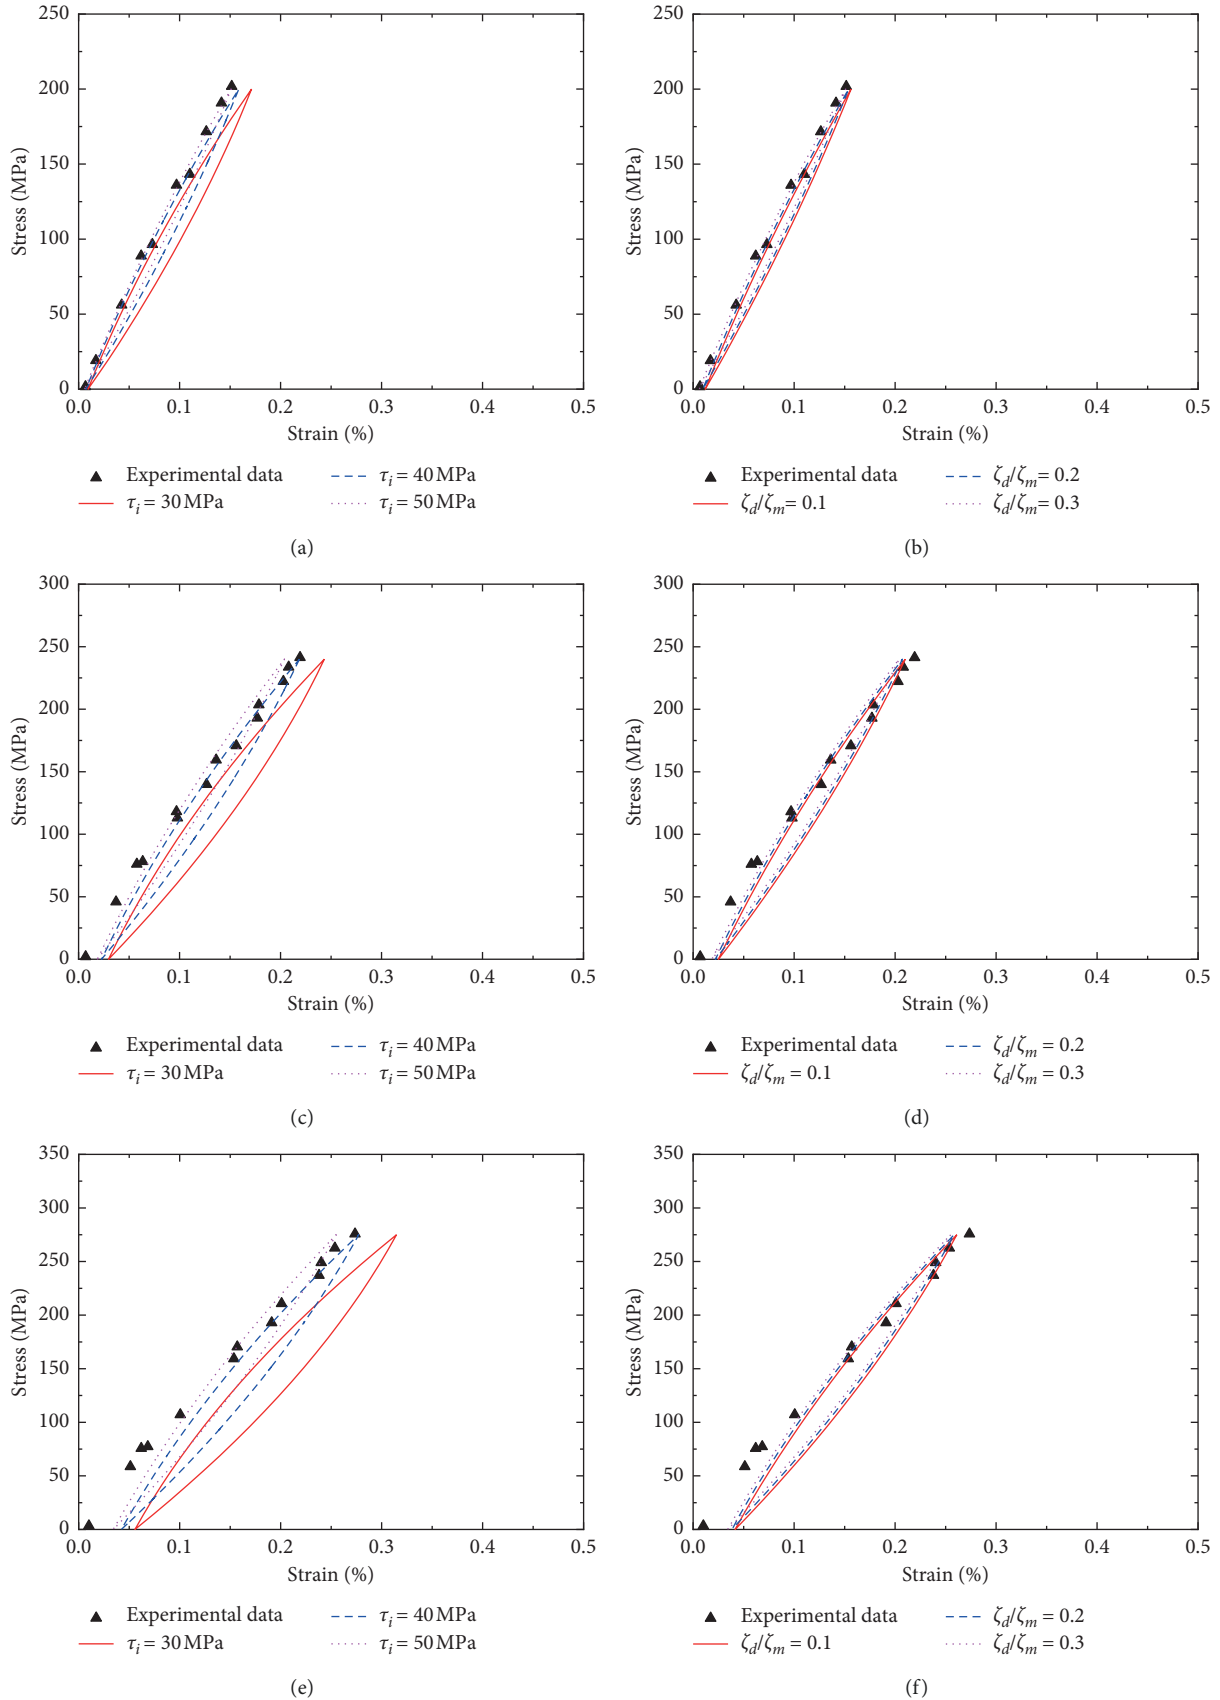 250
200
150
100
50
0
Stress (MPa)
0.0 0.1 0.2 0.3 0.4 0.5
Strain (%)
Experimental data
τi = 30 MPa
τi = 40 MPa
τi = 50 MPa
(a)
250
200
150
100
50
0
Stress (MPa)
0.0 0.1 0.2 0.3 0.4 0.5
Strain (%)
Experimental data
ζd/ζm = 0.1
ζd/ζm = 0.2
ζd/ζm = 0.3
(b)
300
250
200
150
100
50
0
Stress (MPa)
0.0 0.1 0.2 0.3 0.4 0.5
Strain (%)
Experimental data
τi = 30 MPa
τi = 40 MPa
τi = 50 MPa
(c)
300
250
200
150
100
50
0
Stress (MPa)
0.0 0.1 0.2 0.3 0.4 0.5
Strain (%)
Experimental data
ζd/ζm = 0.1
ζd/ζm = 0.2
ζd/ζm = 0.3
(d)
350
300
250
200
150
100
50
0
Stress (MPa)
0.0 0.1 0.2 0.3 0.4 0.5
Strain (%)
Experimental data
τi = 30 MPa
τi = 40 MPa
τi = 50 MPa
(e)
350
300
250
200
150
100
50
0
Stress (MPa)
0.0 0.1 0.2 0.3 0.4 0.5
Strain (%)
Experimental data
ζd/ζm = 0.1
ζd/ζm = 0.2
ζd/ζm = 0.3
(f)